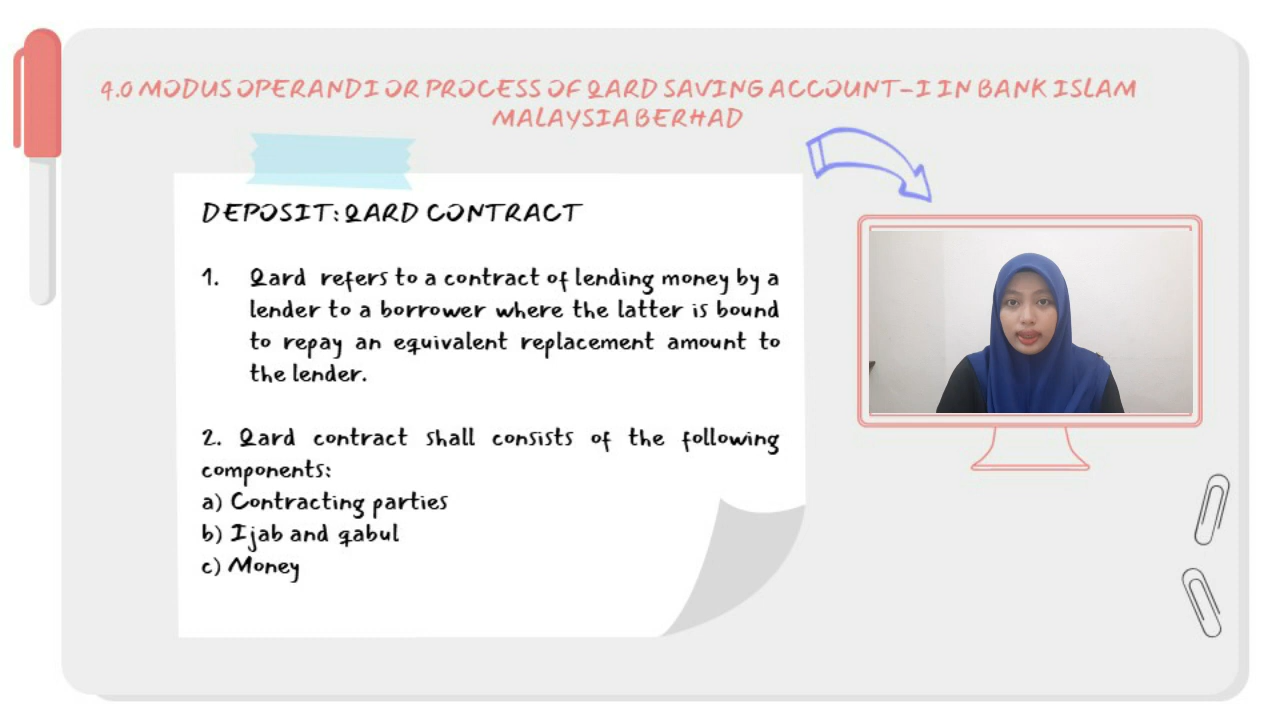 4.0 MODUS OPERANDI OR PROCESS OF QARD SAVING ACCOUNT-I IN BANK ISLAM
MALAYSIA BERHAD
DEPOSIT: QARD CONTRACT
1. Qard refers to a contract of lending money by a
lender to a borrower where the latter is bound
to repay an equivalent replacement amount to
the lender.
2. Qard contract shall consists of the following
components:
a) Contracting parties
b) Ijab and qabul
c) Money